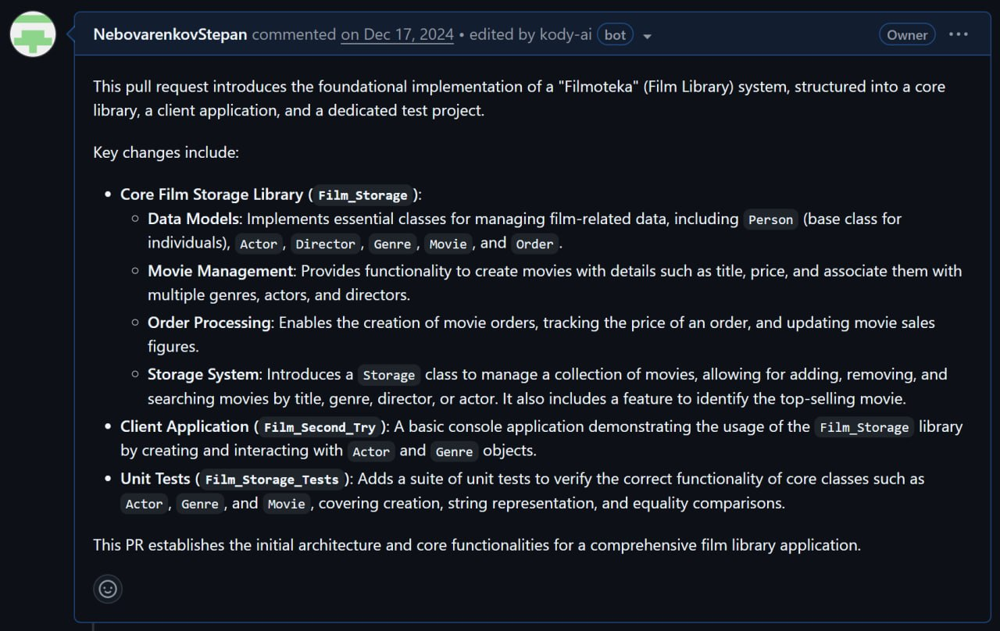 NebovarenkovStepan commented on Dec 17, 2024 • edited by kody-ai bot Owner
This pull request introduces the foundational implementation of a "Filmoteka" (Film Library) system, structured into a core
library, a client application, and a dedicated test project.
Key changes include:
• Core Film Storage Library (Film_Storage):
◦ Data Models: Implements essential classes for managing film-related data, including Person (base class for
individuals), Actor, Director, Genre, Movie, and Order.
◦ Movie Management: Provides functionality to create movies with details such as title, price, and associate them with
multiple genres, actors, and directors.
◦ Order Processing: Enables the creation of movie orders, tracking the price of an order, and updating movie sales
figures.
◦ Storage System: Introduces a Storage class to manage a collection of movies, allowing for adding, removing, and
searching movies by title, genre, director, or actor. It also includes a feature to identify the top-selling movie.
• Client Application (Film_Second_Try): A basic console application demonstrating the usage of the Film_Storage library
by creating and interacting with Actor and Genre objects.
• Unit Tests (Film_Storage_Tests): Adds a suite of unit tests to verify the correct functionality of core classes such as
Actor, Genre, and Movie, covering creation, string representation, and equality comparisons.
This PR establishes the initial architecture and core functionalities for a comprehensive film library application.